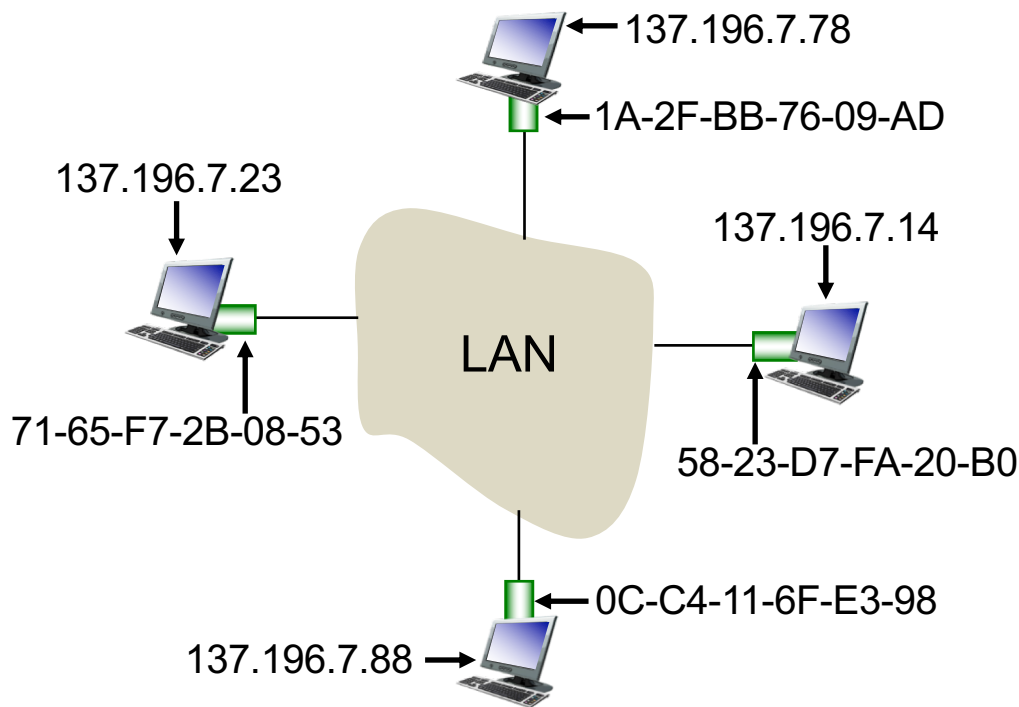 137.196.7.78
1A-2F-BB-76-09-AD
137.196.7.23
137.196.7.14
LAN
71-65-F7-2B-08-53
58-23-D7-FA-20-B0
0C-C4-11-6F-E3-98
137.196.7.88